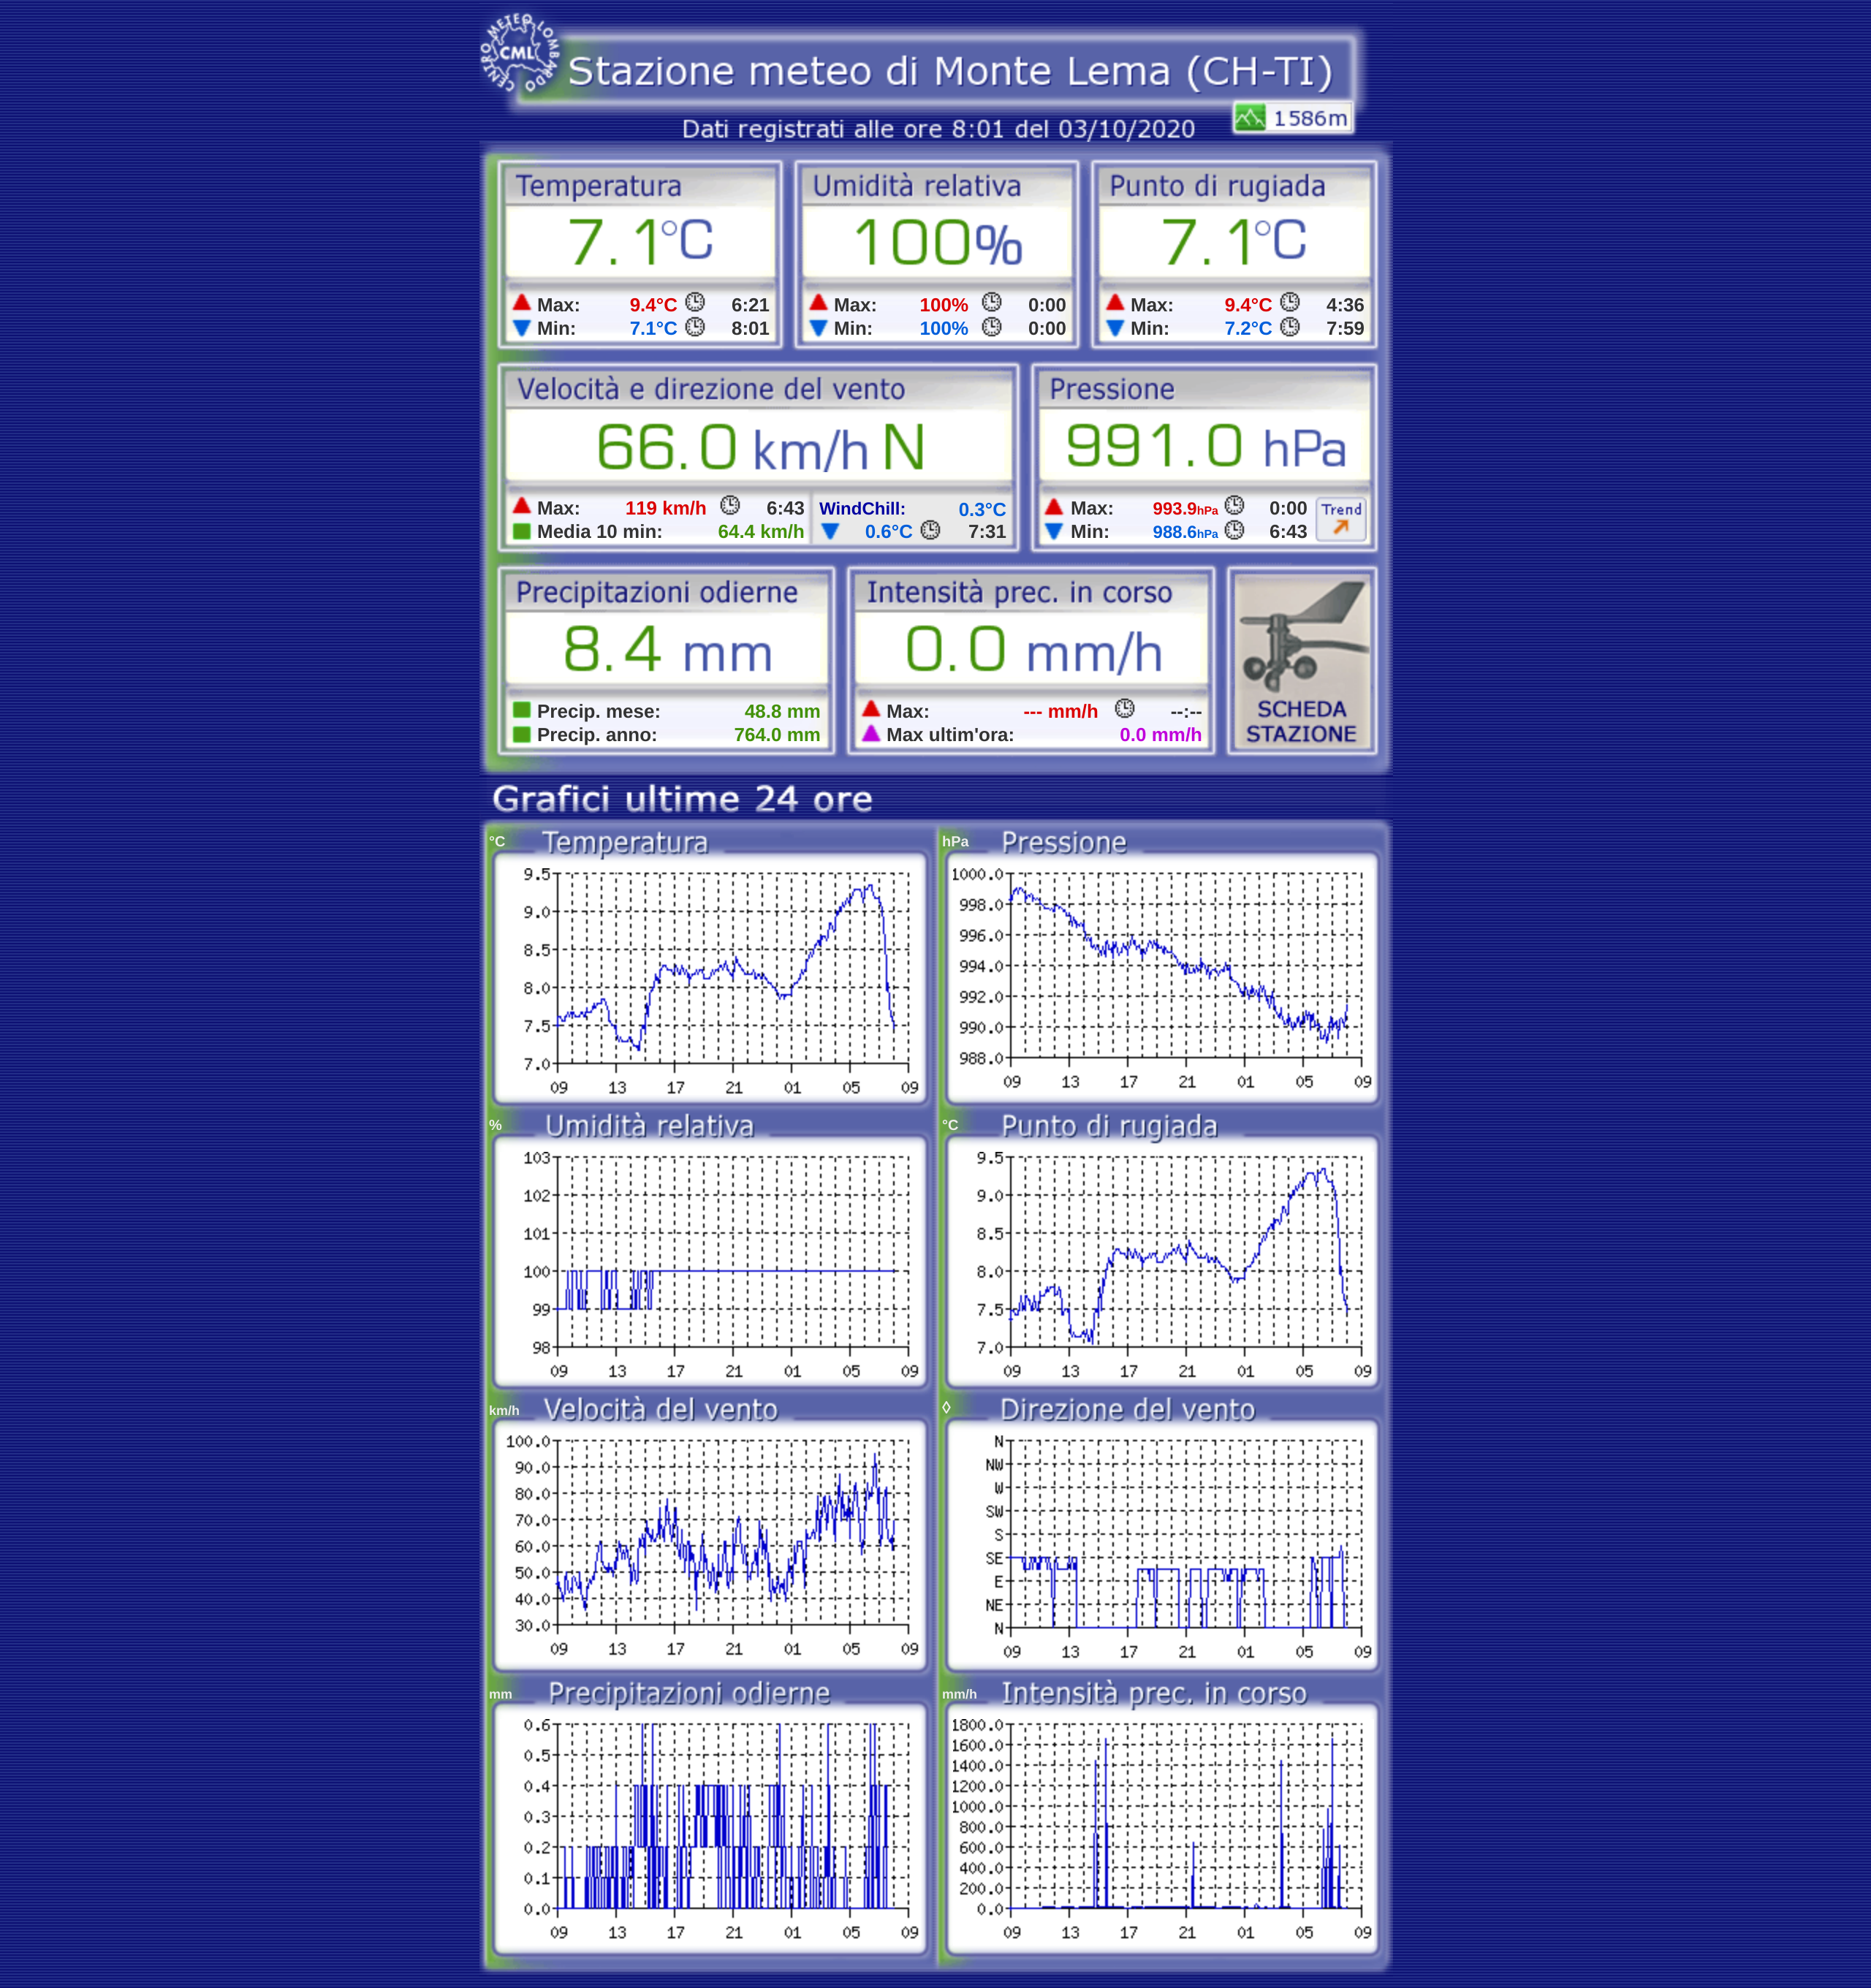 CENTRO METEO LOMBARDO
CML
Stazione meteo di Monte Lema (CH-TI)
1586m
Dati registrati alle ore 8:01 del 03/10/2020
Temperatura Umidità relativa Punto di rugiada
7.1°C 100% 7.1°C
Max: 9.4°C 6:21 Max: 100% 0:00 Max: 9.4°C 4:36
Min: 7.1°C 8:01 Min: 100% 0:00 Min: 7.2°C 7:59
Velocità e direzione del vento Pressione
66.0 km/h N 991.0 hPa
Max: 119 km/h 6:43 WindChill: 0.3°C Max: 993.9hPa 0:00 Trend
Media 10 min: 64.4 km/h 0.6°C 7:31 Min: 988.6hPa 6:43
Precipitazioni odierne Intensità prec. in corso
8.4 mm 0.0 mm/h
Precip. mese: 48.8 mm Max: --- mm/h --:-- SCHEDA
Precip. anno: 764.0 mm Max ultim'ora: 0.0 mm/h STAZIONE
Grafici ultime 24 ore
°C Temperatura
9.5
9.0
8.5
8.0
7.5
7.0
09 13 17 21 01 05 09
hPa Pressione
1000.0
998.0
996.0
994.0
992.0
990.0
988.0
09 13 17 21 01 05 09
% Umidità relativa
103
102
101
100
99
98
09 13 17 21 01 05 09
°C Punto di rugiada
9.5
9.0
8.5
8.0
7.5
7.0
09 13 17 21 01 05 09
km/h Velocità del vento
100.0
90.0
80.0
70.0
60.0
50.0
40.0
30.0
09 13 17 21 01 05 09
◊ Direzione del vento
N
NW
W
SW
S
SE
E
NE
N
09 13 17 21 01 05 09
mm Precipitazioni odierne
0.6
0.5
0.4
0.3
0.2
0.1
0.0
09 13 17 21 01 05 09
mm/h Intensità prec. in corso
1800.0
1600.0
1400.0
1200.0
1000.0
800.0
600.0
400.0
200.0
0.0
09 13 17 21 01 05 09